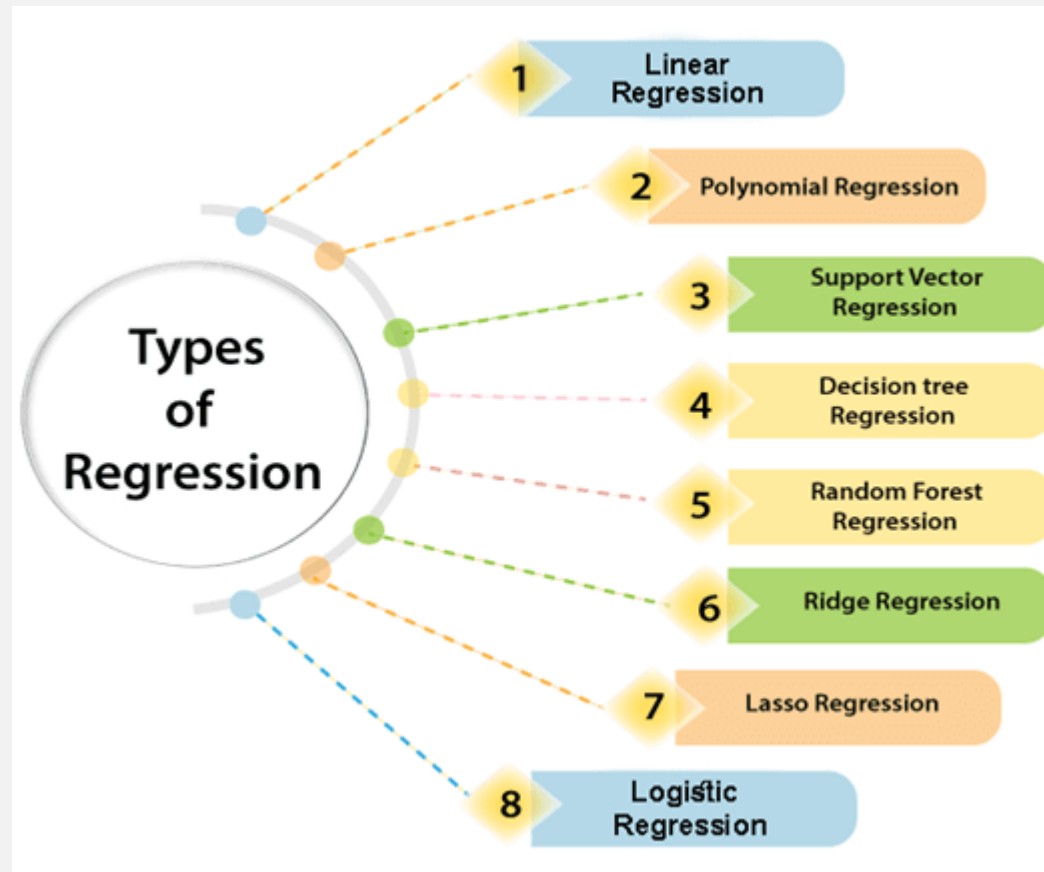 Types
of
Regression
1
Linear
Regression
2
Polynomial Regression
3
Support Vector
Regression
4
Decision tree
Regression
5
Random Forest
Regression
6
Ridge Regression
7
Lasso Regression
8
Logistic
Regression